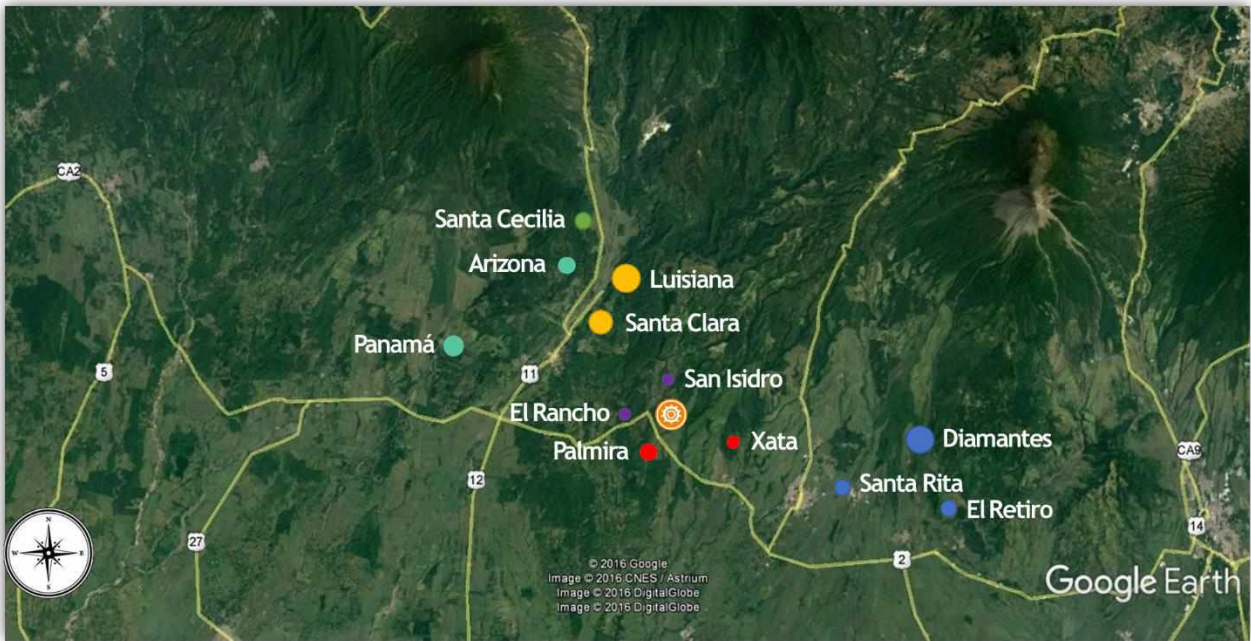 CA2
Santa Cecilia
Arizona
Luisiana
Santa Clara
Panamá
5
11
San Isidro
El Rancho
Palmira
Xata
Diamantes
CA9
12
Santa Rita
El Retiro
14
27
2
N
W
E
S
© 2016 Google
Image © 2016 CNES / Astrium
Image © 2016 DigitalGlobe
Image © 2016 DigitalGlobe
Google Earth